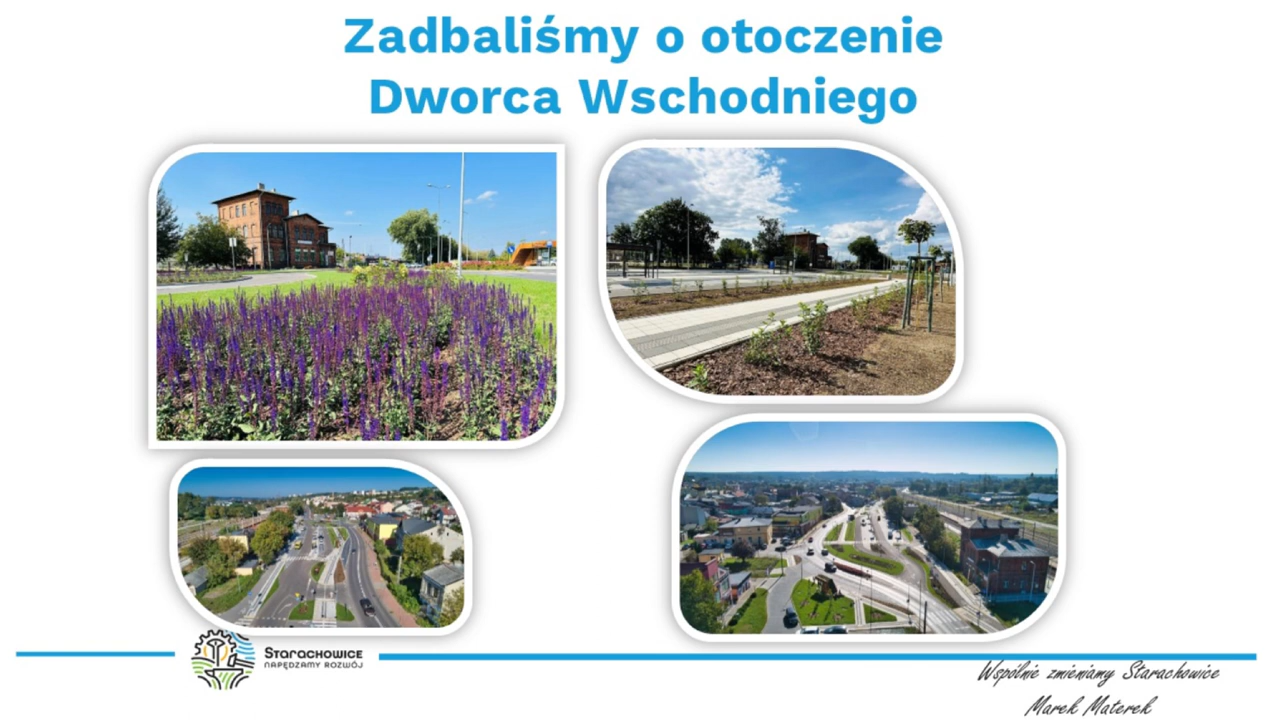 Zadbaliśmy o otoczenie
Dworca Wschodniego
Starachowice
NAPĘDZAMY ROZWÓJ
Wspólnie zmieniamy Starachowice
Marek Materek